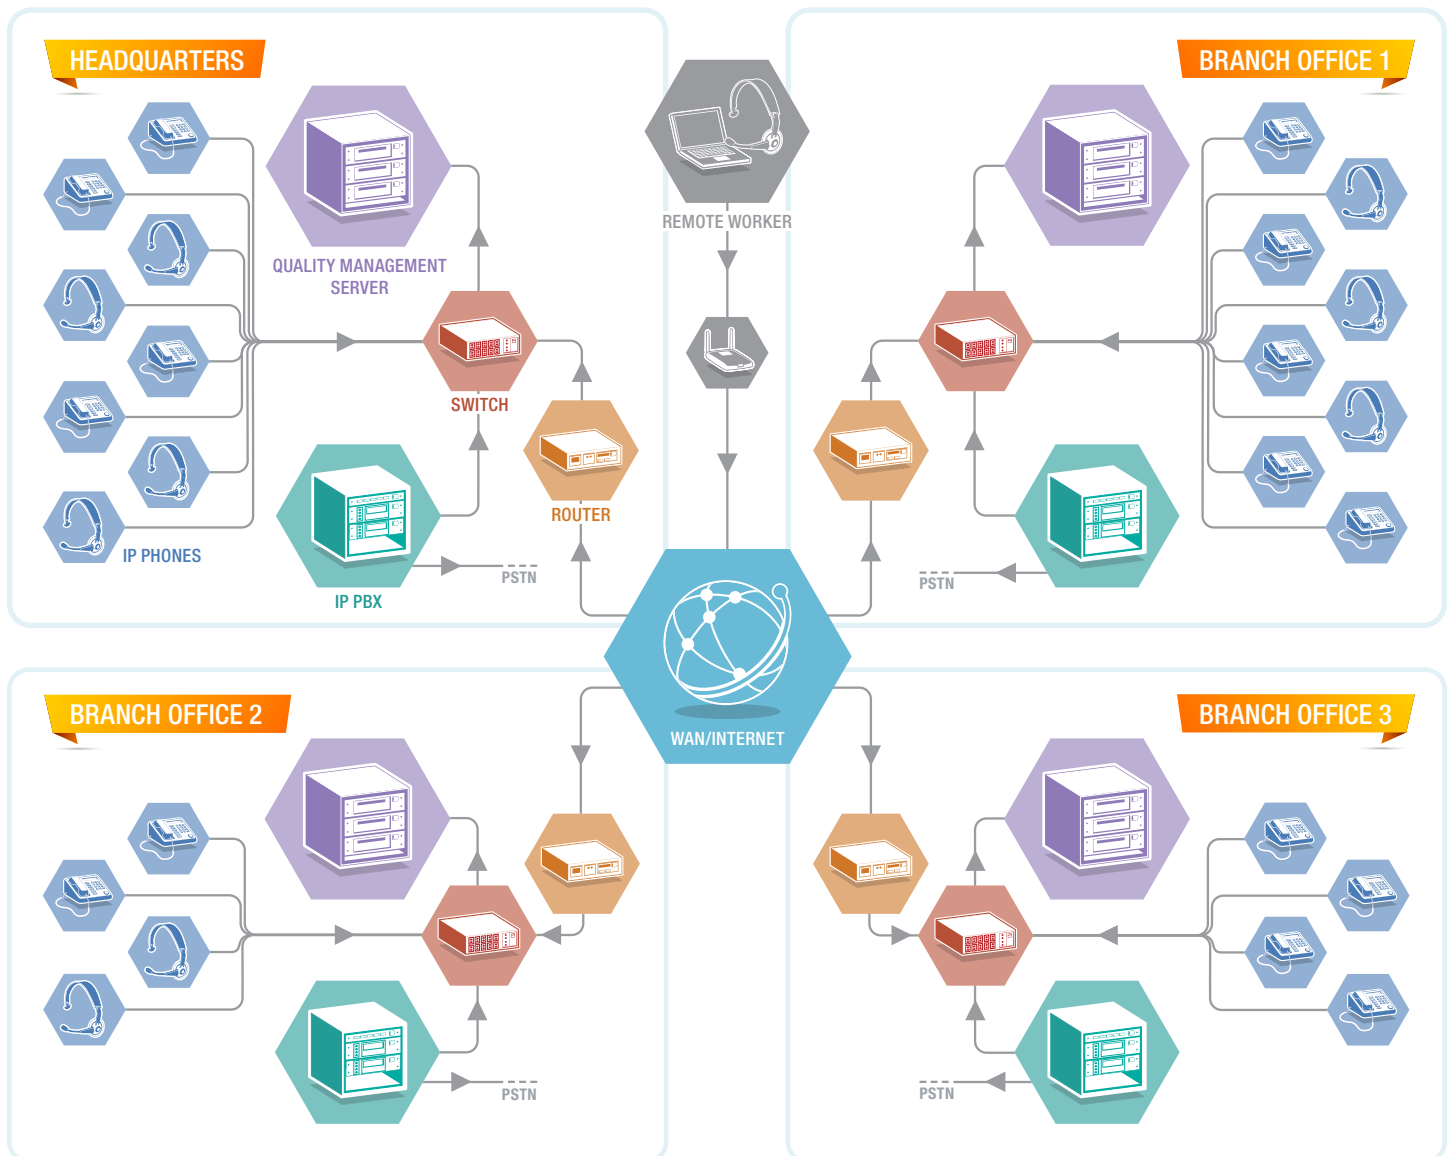 HEADQUARTERS
BRANCH OFFICE 1
REMOTE WORKER
QUALITY MANAGEMENT
SERVER
SWITCH
ROUTER
IP PHONES
PSTN
IP PBX
PSTN
WAN/INTERNET
BRANCH OFFICE 2
BRANCH OFFICE 3
PSTN
PSTN